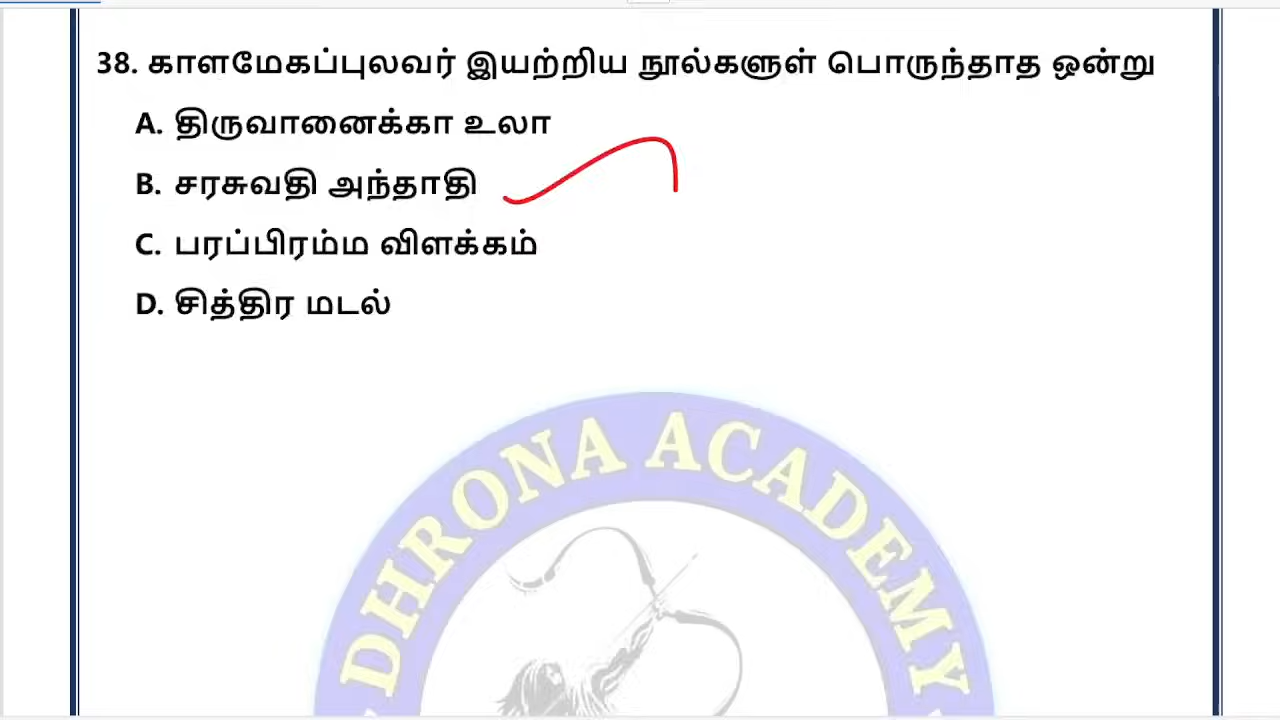 38. காளமேகப்புலவர் இயற்றிய நூல்களுள் பொருந்தாத ஒன்று
A. திருவானைக்கா உலா
B. சரசுவதி அந்தாதி
C. பரப்பிரம்ம விளக்கம்
D. சித்திர மடல்
DHRONA ACADEMY